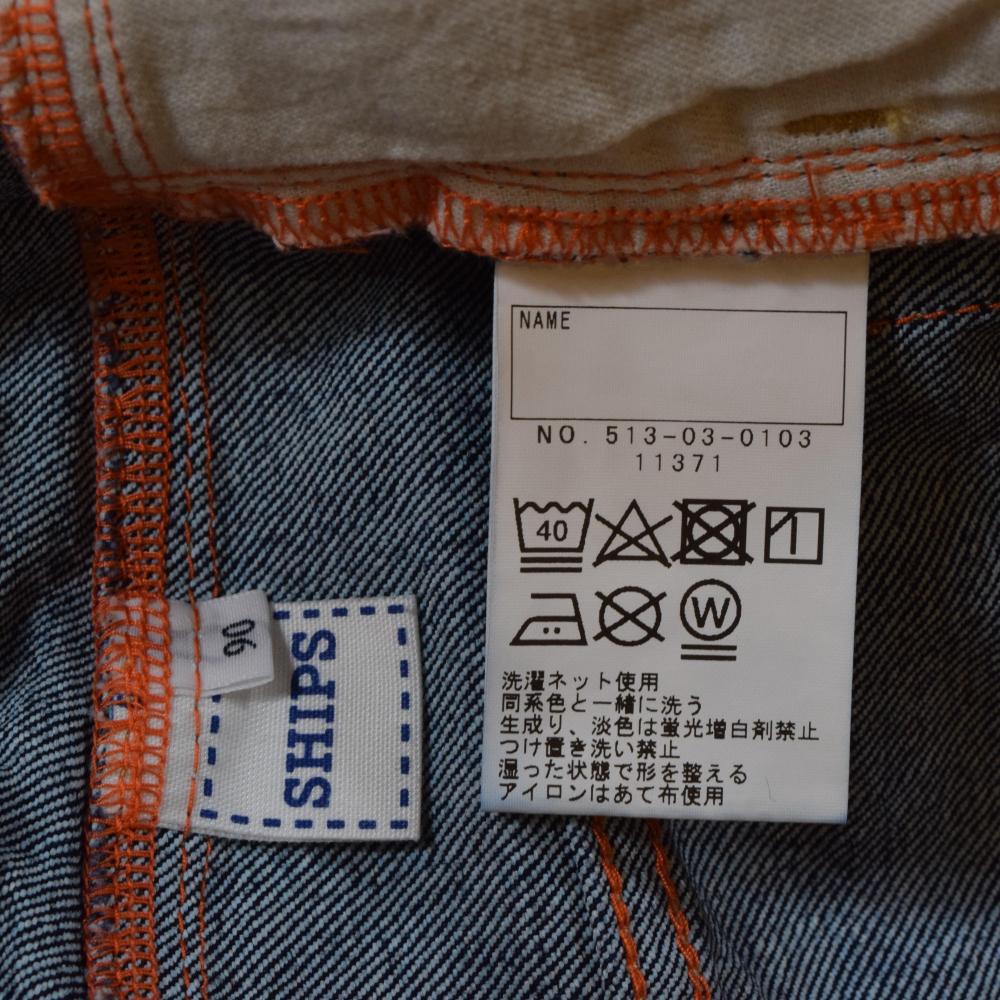 NAME
NO. 513-03-0103
11371
40
1
W
洗濯ネット使用
同系色と一緒に洗う
生成り、淡色は蛍光増白剤禁止
つけ置き洗い禁止
湿った状態で形を整える
アイロンはあて布使用
90
SHIPS